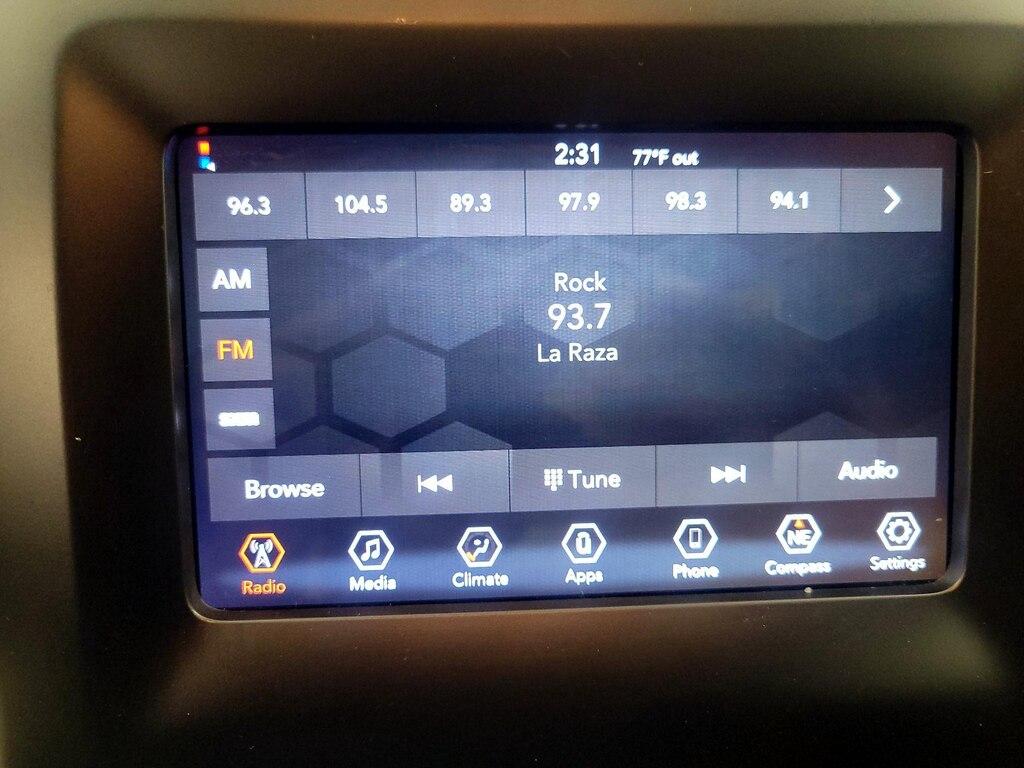 2:31 77°F out
96.3 104.5 89.3 97.9 98.3 94.1
AM
FM
Rock
93.7
La Raza
Browse Tune Audio
NE
Radio Media Climate Apps Phone Compass Settings